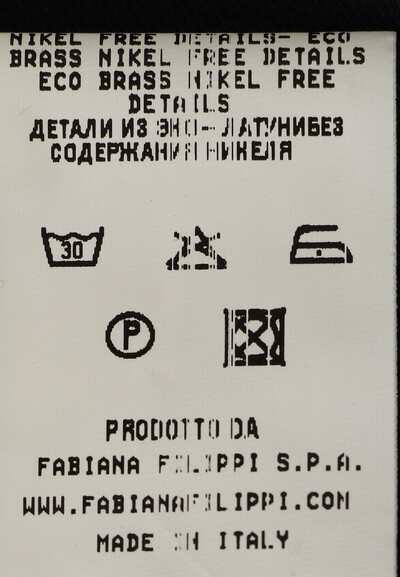 NIKEL FREE DETAILS- ECO
BRASS NIKEL FREE DETAILS
ECO BRASS NIKEL FREE
DETAILS
ДЕТАЛИ ИЗ ЭКО- ЛАТУНИБЕЗ
СОДЕРЖАНИЯ НИКЕЛЯ
30
P
PRODOTTO DA
FABIANA FILIPPI S.P.A.
WWW.FABIANAFILIPPI.COM
MADE IN ITALY